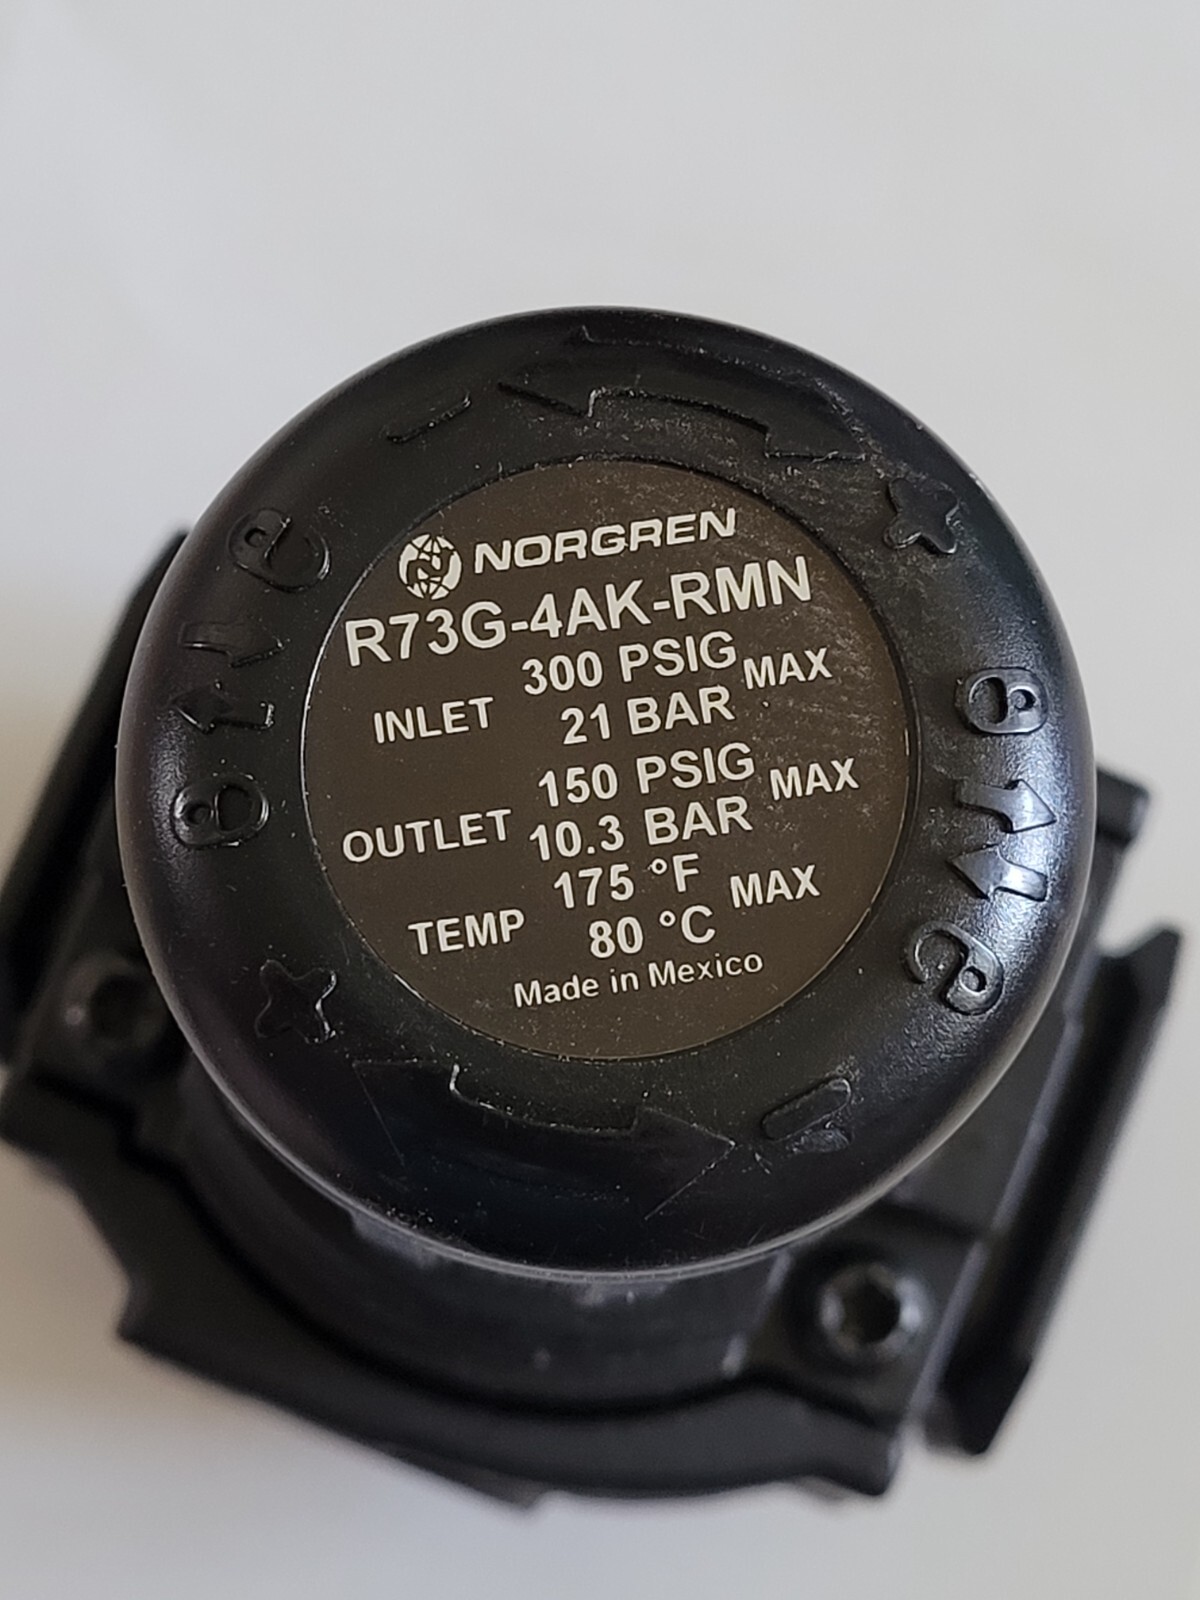 NORGREN
R73G-4AK-RMN
INLET 300 PSIG MAX
21 BAR
OUTLET 150 PSIG MAX
10.3 BAR
TEMP 175 °F MAX
80 °C
Made in Mexico